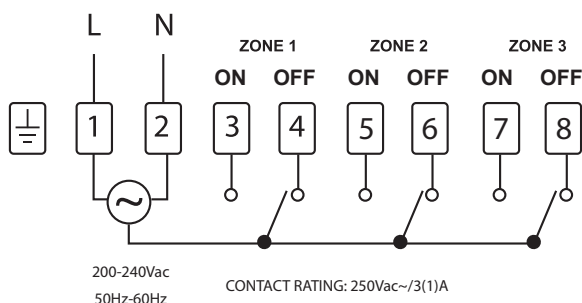 L N
ZONE 1 ZONE 2 ZONE 3
ON OFF ON OFF ON OFF
1 2 3 4 5 6 7 8
~
200-240Vac
50Hz-60Hz
CONTACT RATING: 250Vac~/3(1)A